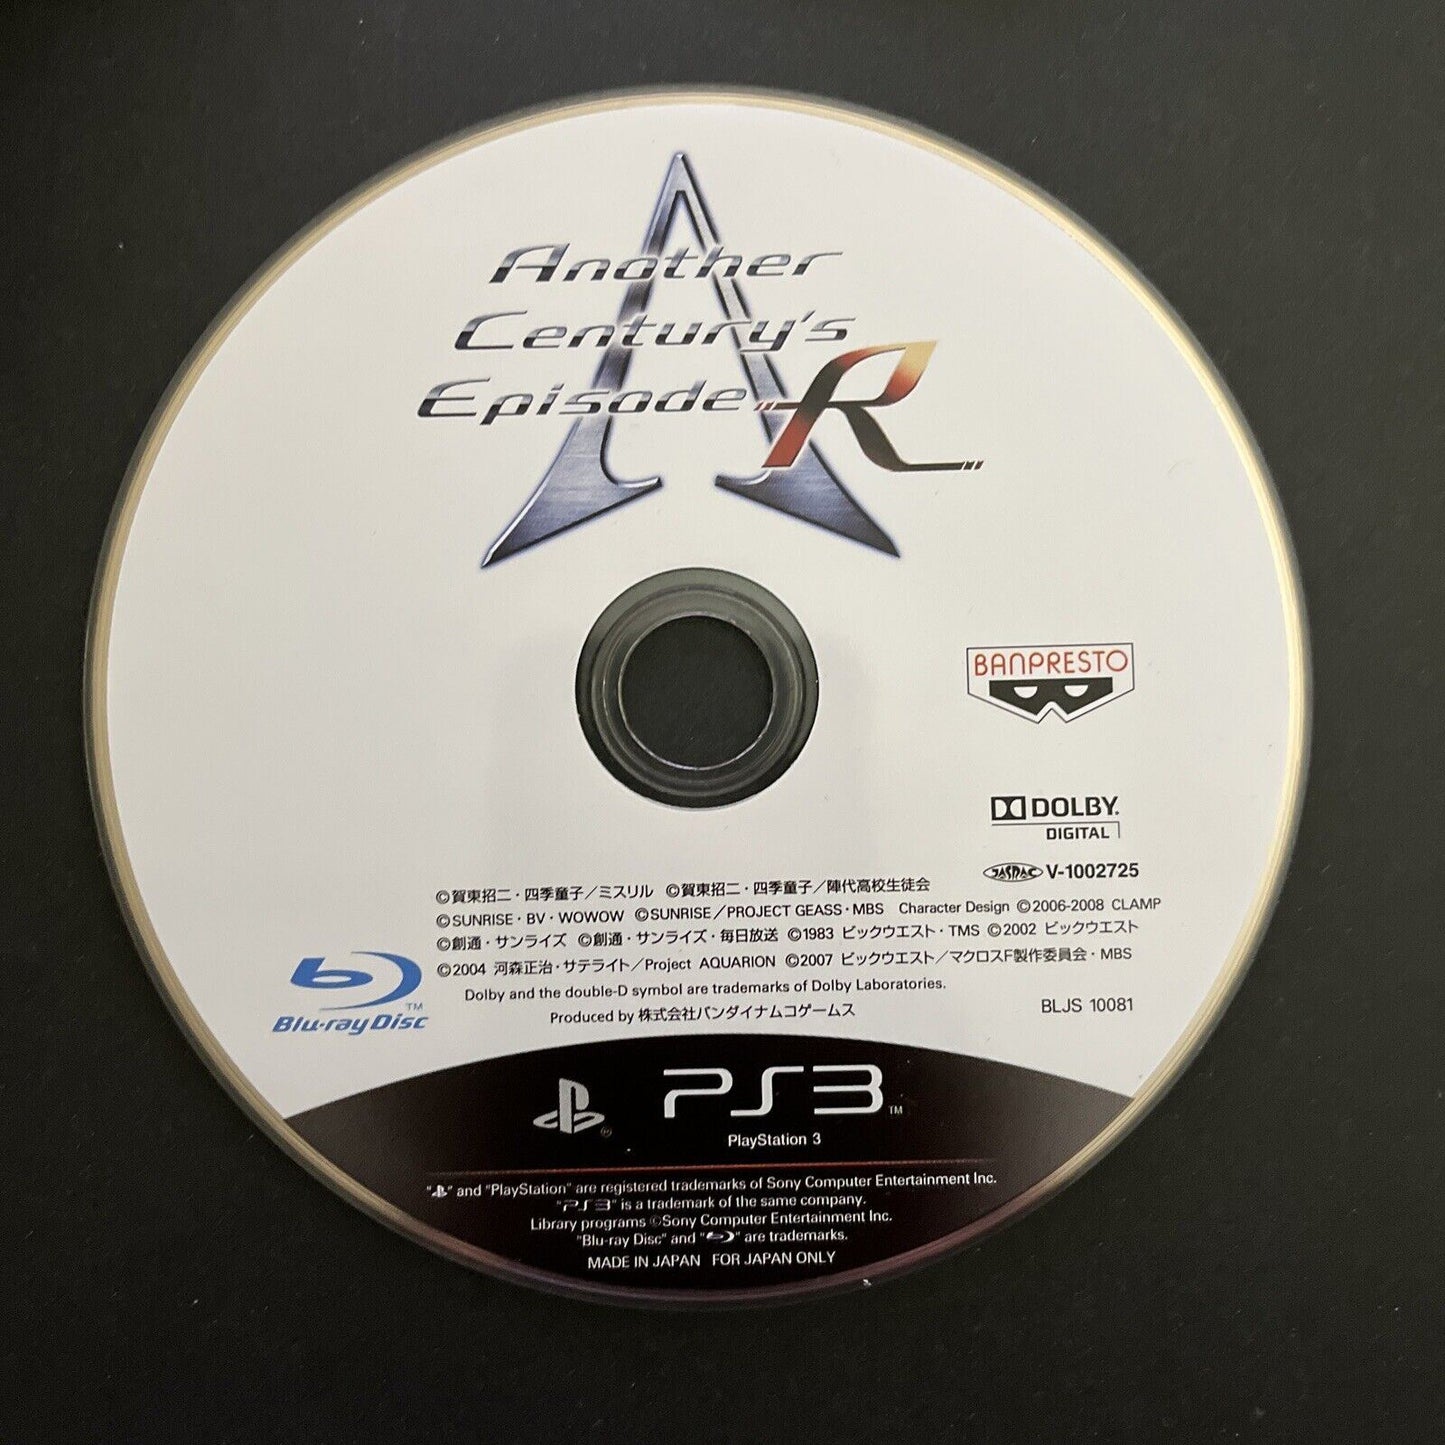 Another
Century's
Episode R
BANPRESTO
DOLBY
DIGITAL
JASRAC V-1002725
©賀東招二・四季童子／ミスリル ©賀東招二・四季童子／陣代高校生徒会
©SUNRISE・BV・WOWOW ©SUNRISE／PROJECT GEASS・MBS Character Design ©2006-2008 CLAMP
©創通・サンライズ ©創通・サンライズ・毎日放送 ©1983 ビックウエスト・TMS ©2002 ビックウエスト
©2004 河森正治・サテライト／Project AQUARION ©2007 ビックウエスト／マクロスF製作委員会・MBS
Dolby and the double-D symbol are trademarks of Dolby Laboratories.
Produced by 株式会社バンダイナムコゲームス
BLJS 10081
Blu-ray Disc™
PS3™
PlayStation 3
"PS" and "PlayStation" are registered trademarks of Sony Computer Entertainment Inc.
"PS3" is a trademark of the same company.
Library programs ©Sony Computer Entertainment Inc.
"Blu-ray Disc" and "BD" are trademarks.
MADE IN JAPAN FOR JAPAN ONLY